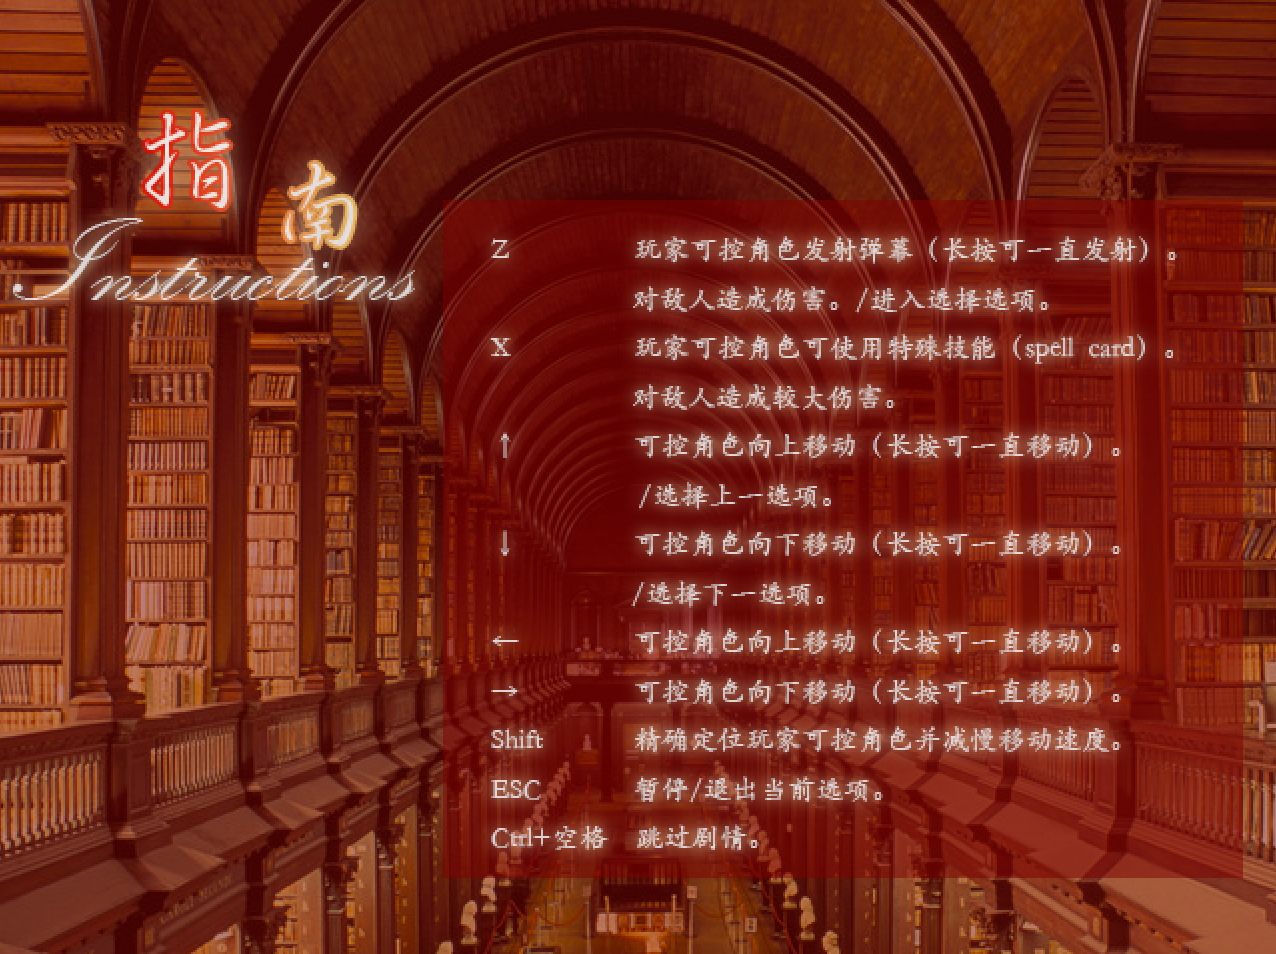 指南
Instructions
Z 玩家可控角色发射弹幕（长按可一直发射）。
对敌人造成伤害。/进入选择选项。
X 玩家可控角色可使用特殊技能（spell card）。
对敌人造成较大伤害。
↑ 可控角色向上移动（长按可一直移动）。
/选择上一选项。
↓ 可控角色向下移动（长按可一直移动）。
/选择下一选项。
← 可控角色向上移动（长按可一直移动）。
→ 可控角色向下移动（长按可一直移动）。
Shift 精确定位玩家可控角色并减慢移动速度。
ESC 暂停/退出当前选项。
Ctrl+空格 跳过剧情。